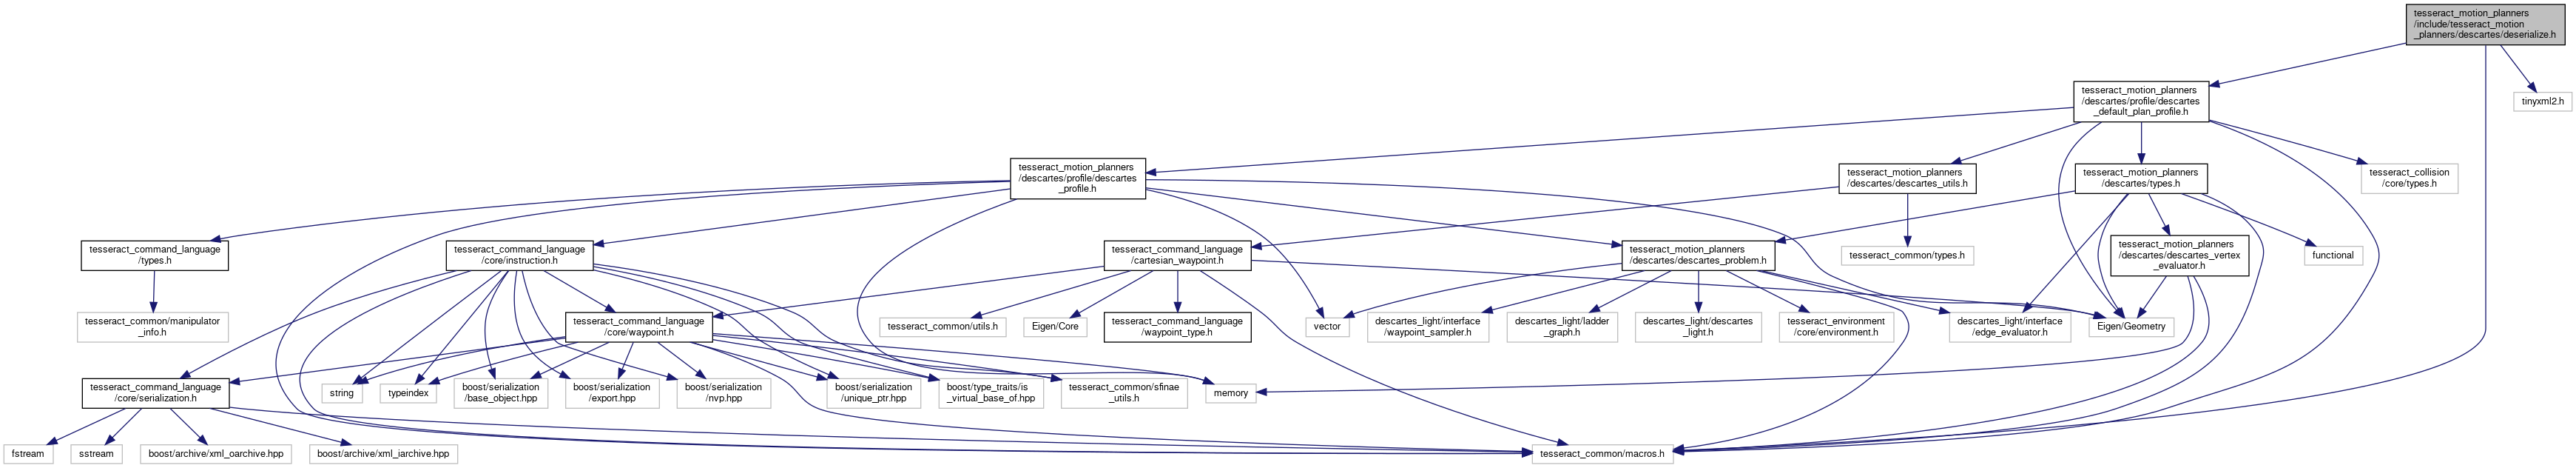 tesseract_motion_planners
/include/tesseract_motion
_planners/descartes/deserialize.h
tesseract_motion_planners
/descartes/profile/descartes
_default_plan_profile.h
tinyxml2.h
tesseract_motion_planners
/descartes/profile/descartes
_profile.h
tesseract_motion_planners
/descartes/descartes_utils.h
tesseract_motion_planners
/descartes/types.h
tesseract_collision
/core/types.h
tesseract_command_language
/types.h
tesseract_command_language
/core/instruction.h
tesseract_command_language
/cartesian_waypoint.h
tesseract_motion_planners
/descartes/descartes_problem.h
tesseract_common/types.h
tesseract_motion_planners
/descartes/descartes_vertex
_evaluator.h
functional
tesseract_common/manipulator
_info.h
tesseract_command_language
/core/waypoint.h
tesseract_common/utils.h
Eigen/Core
tesseract_command_language
/waypoint_type.h
vector
descartes_light/interface
/waypoint_sampler.h
descartes_light/ladder
_graph.h
descartes_light/descartes
_light.h
tesseract_environment
/core/environment.h
descartes_light/interface
/edge_evaluator.h
Eigen/Geometry
tesseract_command_language
/core/serialization.h
string
typeindex
boost/serialization
/base_object.hpp
boost/serialization
/export.hpp
boost/serialization
/nvp.hpp
boost/serialization
/unique_ptr.hpp
boost/type_traits/is
_virtual_base_of.hpp
tesseract_common/sfinae
_utils.h
memory
fstream
sstream
boost/archive/xml_oarchive.hpp
boost/archive/xml_iarchive.hpp
tesseract_common/macros.h